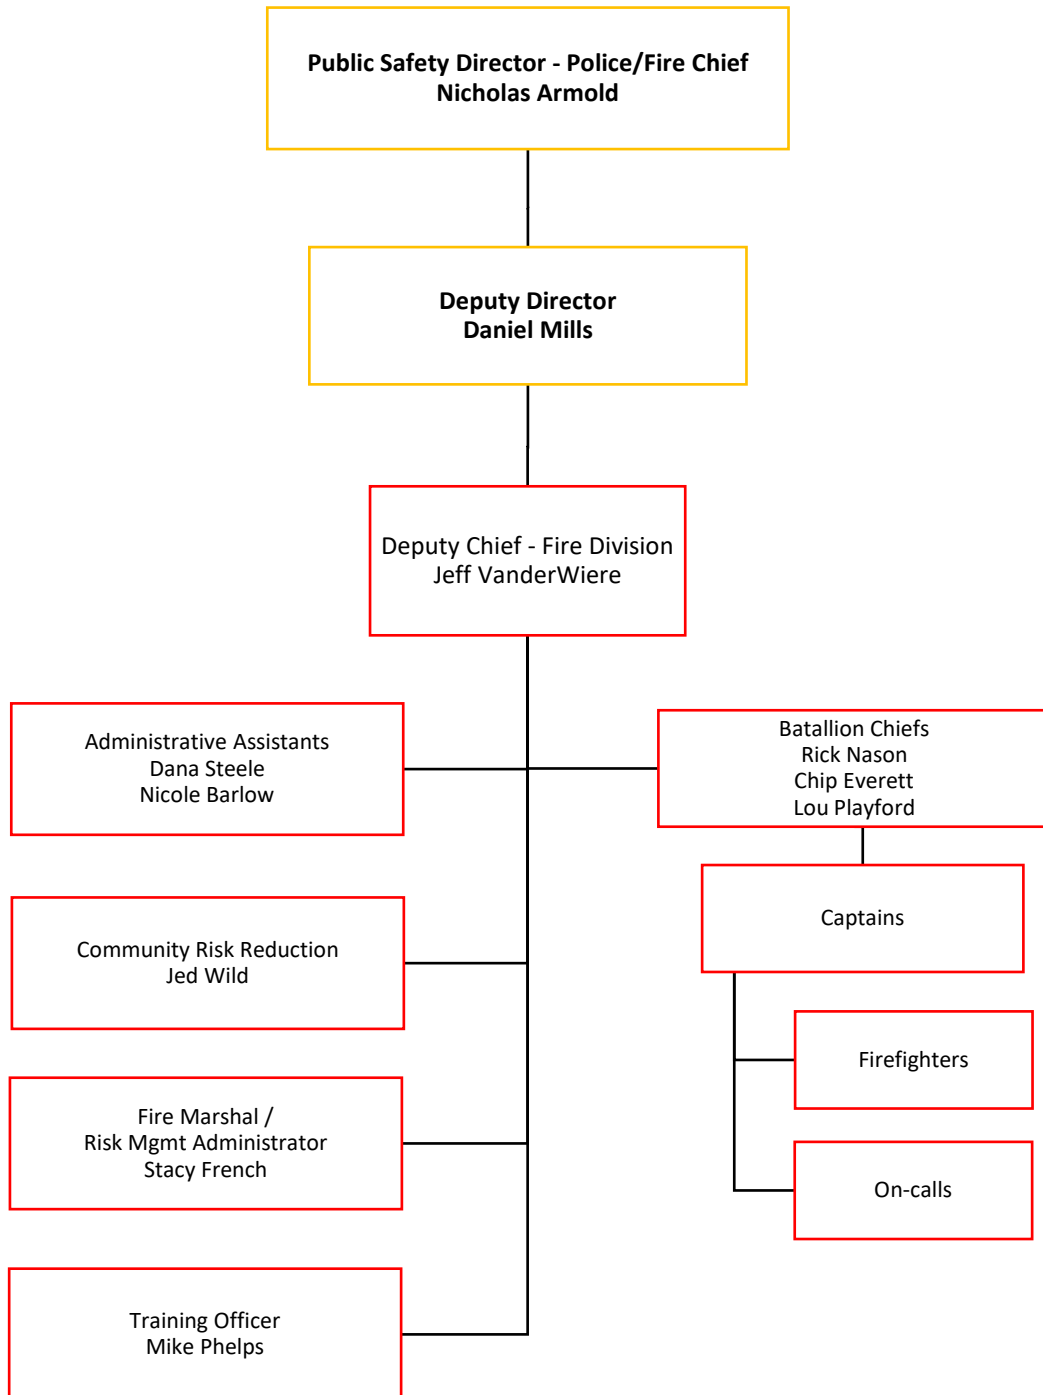 Public Safety Director - Police/Fire Chief
Nicholas Armold
Deputy Director
Daniel Mills
Deputy Chief - Fire Division
Jeff VanderWiere
Administrative Assistants
Dana Steele
Nicole Barlow
Batallion Chiefs
Rick Nason
Chip Everett
Lou Playford
Captains
Community Risk Reduction
Jed Wild
Firefighters
Fire Marshal /
Risk Mgmt Administrator
Stacy French
On-calls
Training Officer
Mike Phelps